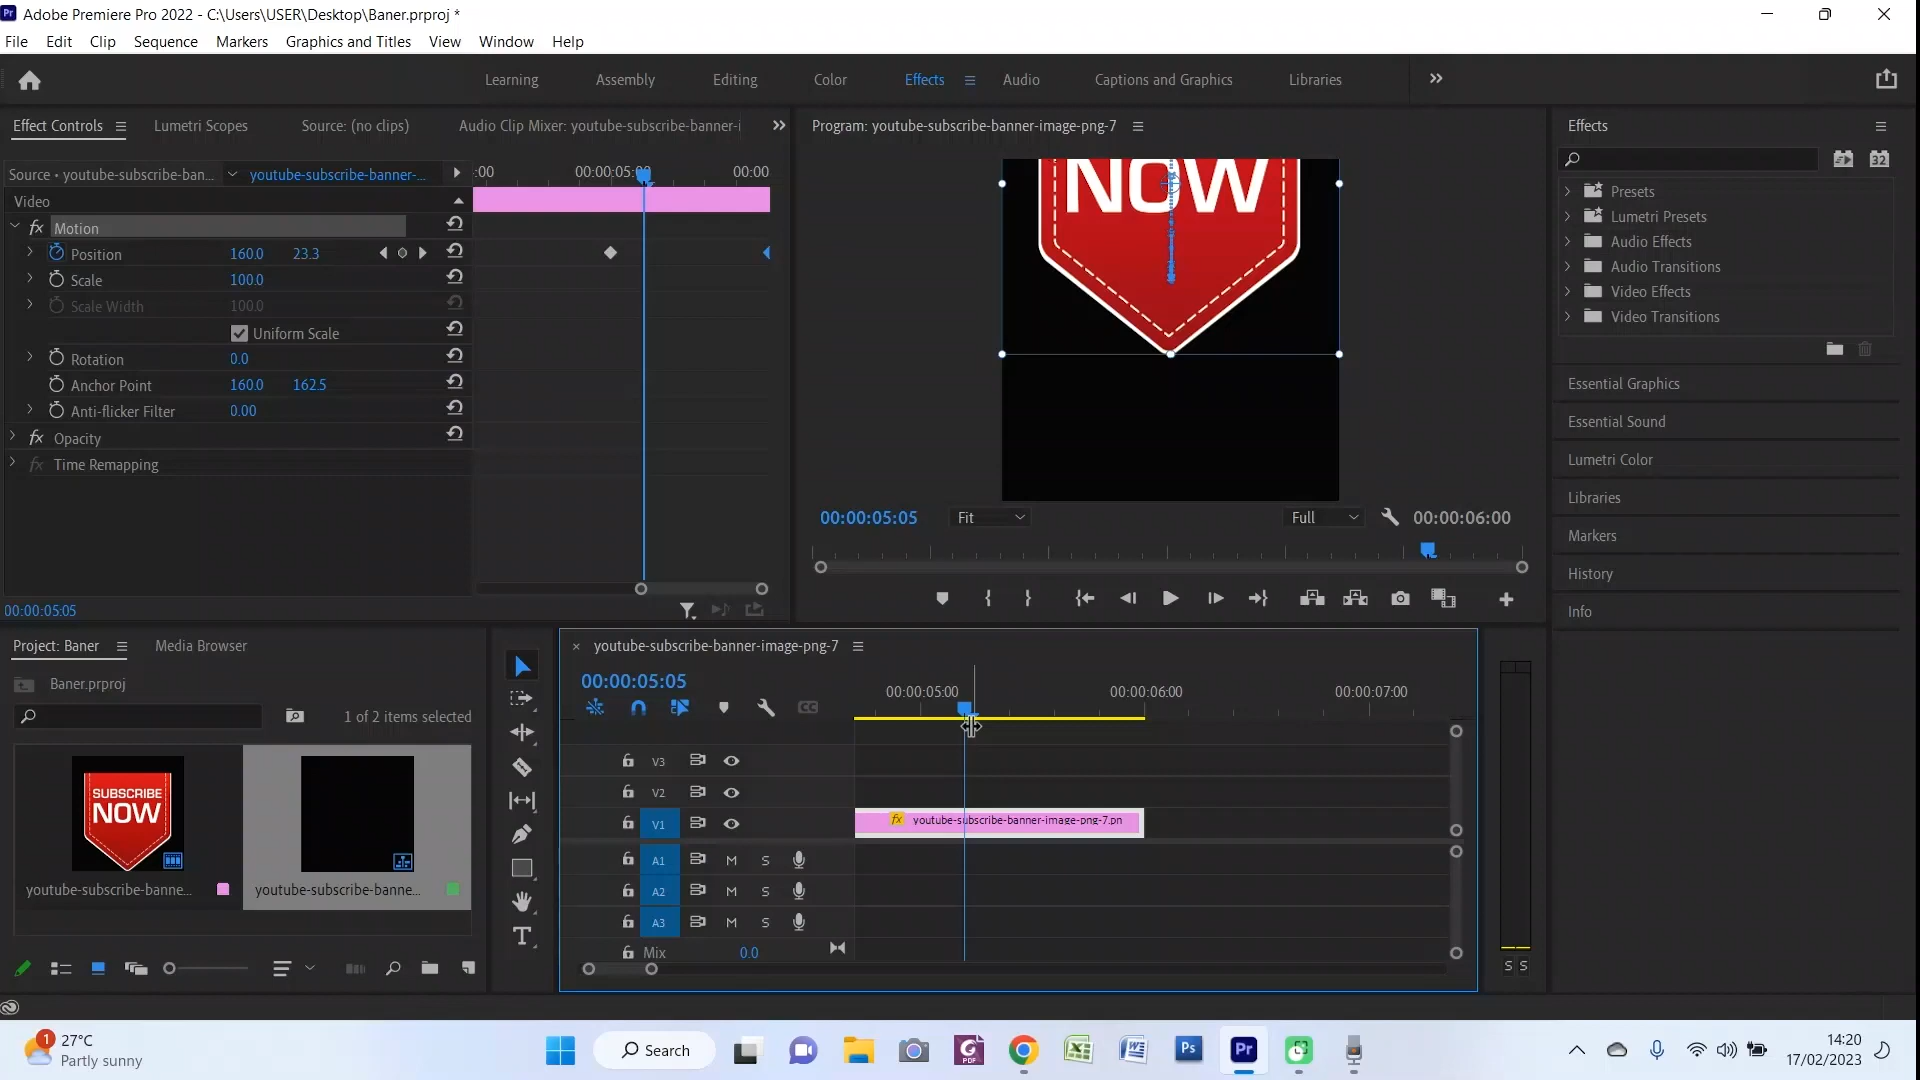 Adobe Premiere Pro 2022 - C:\Users\USER\Desktop\Baner.prproj *
File Edit Clip Sequence Markers Graphics and Titles View Window Help
Learning Assembly Editing Color Effects Audio Captions and Graphics Libraries
Effect Controls Lumetri Scopes Source: (no clips) Audio Clip Mixer: youtube-subscribe-banner-i
Source • youtube-subscribe-ban... youtube-subscribe-banner-...
:00 00:00:05:00 00:00
Video
fx Motion
Position 160.0 23.3
Scale 100.0
Scale Width 100.0
Uniform Scale
Rotation 0.0
Anchor Point 160.0 162.5
Anti-flicker Filter 0.00
fx Opacity
fx Time Remapping
00:00:05:05
Program: youtube-subscribe-banner-image-png-7
NOW
00:00:05:05 Fit Full 00:00:06:00
Effects
32
Presets
Lumetri Presets
Audio Effects
Audio Transitions
Video Effects
Video Transitions
Essential Graphics
Essential Sound
Lumetri Color
Libraries
Markers
History
Info
Project: Baner Media Browser
Baner.prproj
1 of 2 items selected
SUBSCRIBE
NOW
youtube-subscribe-banne... youtube-subscribe-banne...
youtube-subscribe-banner-image-png-7
00:00:05:05
00:00:05:00 00:00:06:00 00:00:07:00
CC
V3
V2
V1
fx youtube-subscribe-banner-image-png-7.pn
A1 M S
A2 M S
A3 M S
Mix 0.0
S S
1
27°C
Partly sunny
Search
PDF
Ps
Pr
14:20
17/02/2023